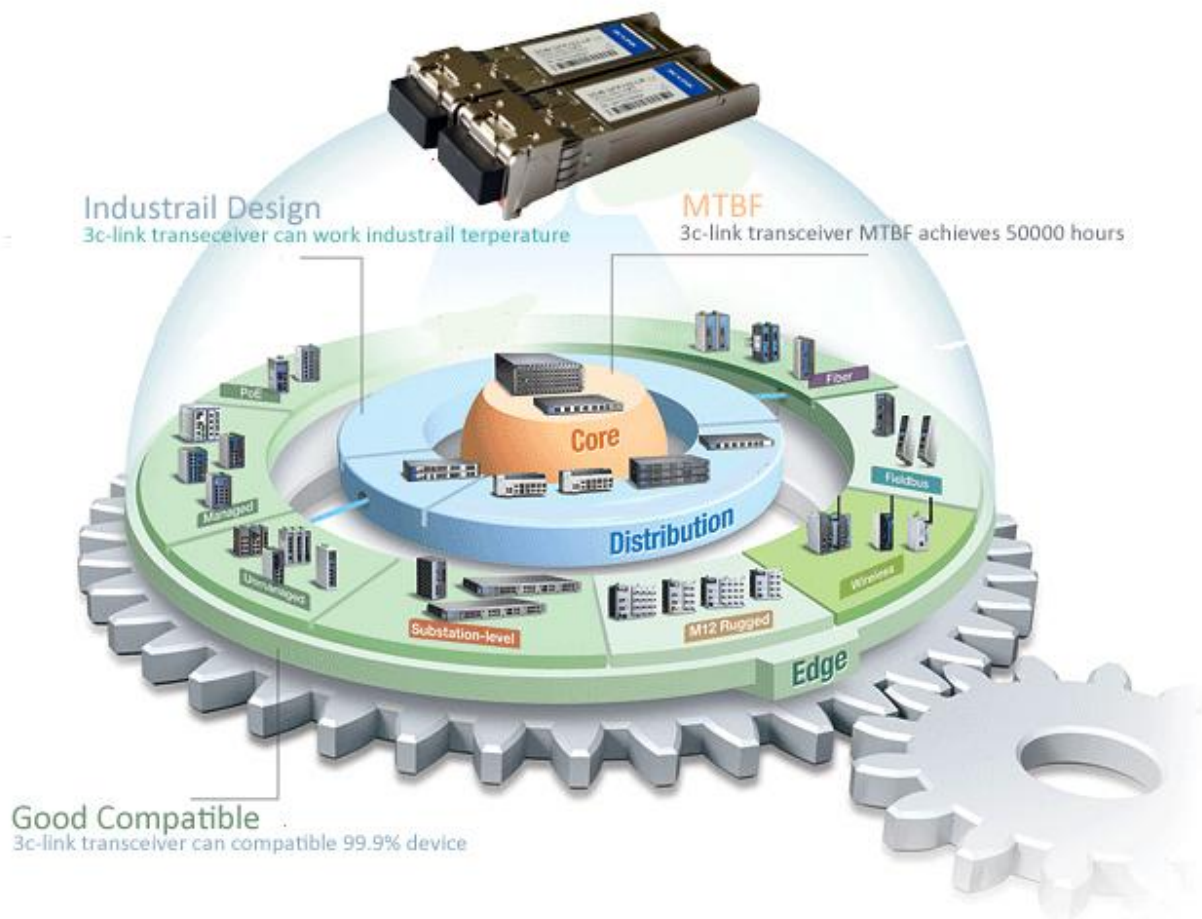 Industrail Design
3c-link transeceiver can work industrail terperature
MTBF
3c-link transceiver MTBF achieves 50000 hours
PoE
Fiber
Core
Managed
Fieldbus
Distribution
Unmanaged
Wireless
Substation-level
M12 Rugged
Edge
Good Compatible
3c-link transceiver can compatible 99.9% device